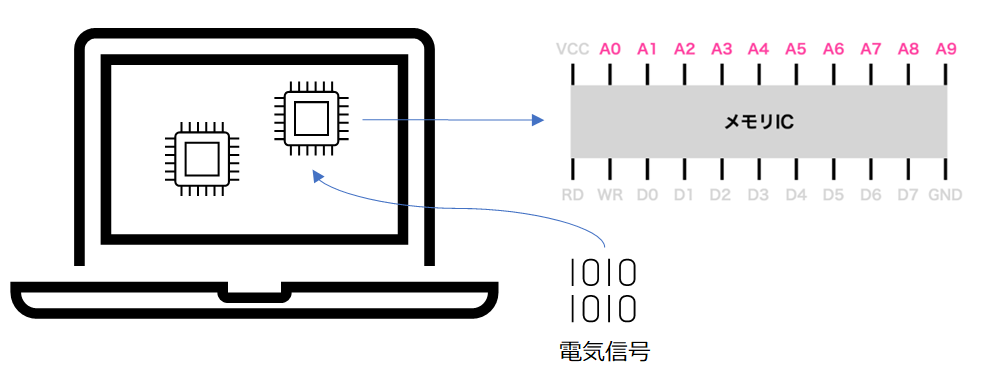 VCC A0 A1 A2 A3 A4 A5 A6 A7 A8 A9
メモリIC
RD WR D0 D1 D2 D3 D4 D5 D6 D7 GND
1010
1010
電気信号